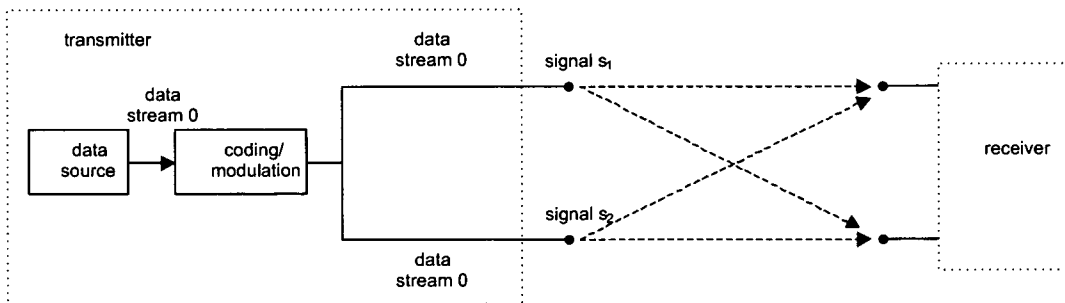 transmitter
data
stream 0
signal s1
data
stream 0
data
source
coding/
modulation
receiver
signal s2
data
stream 0